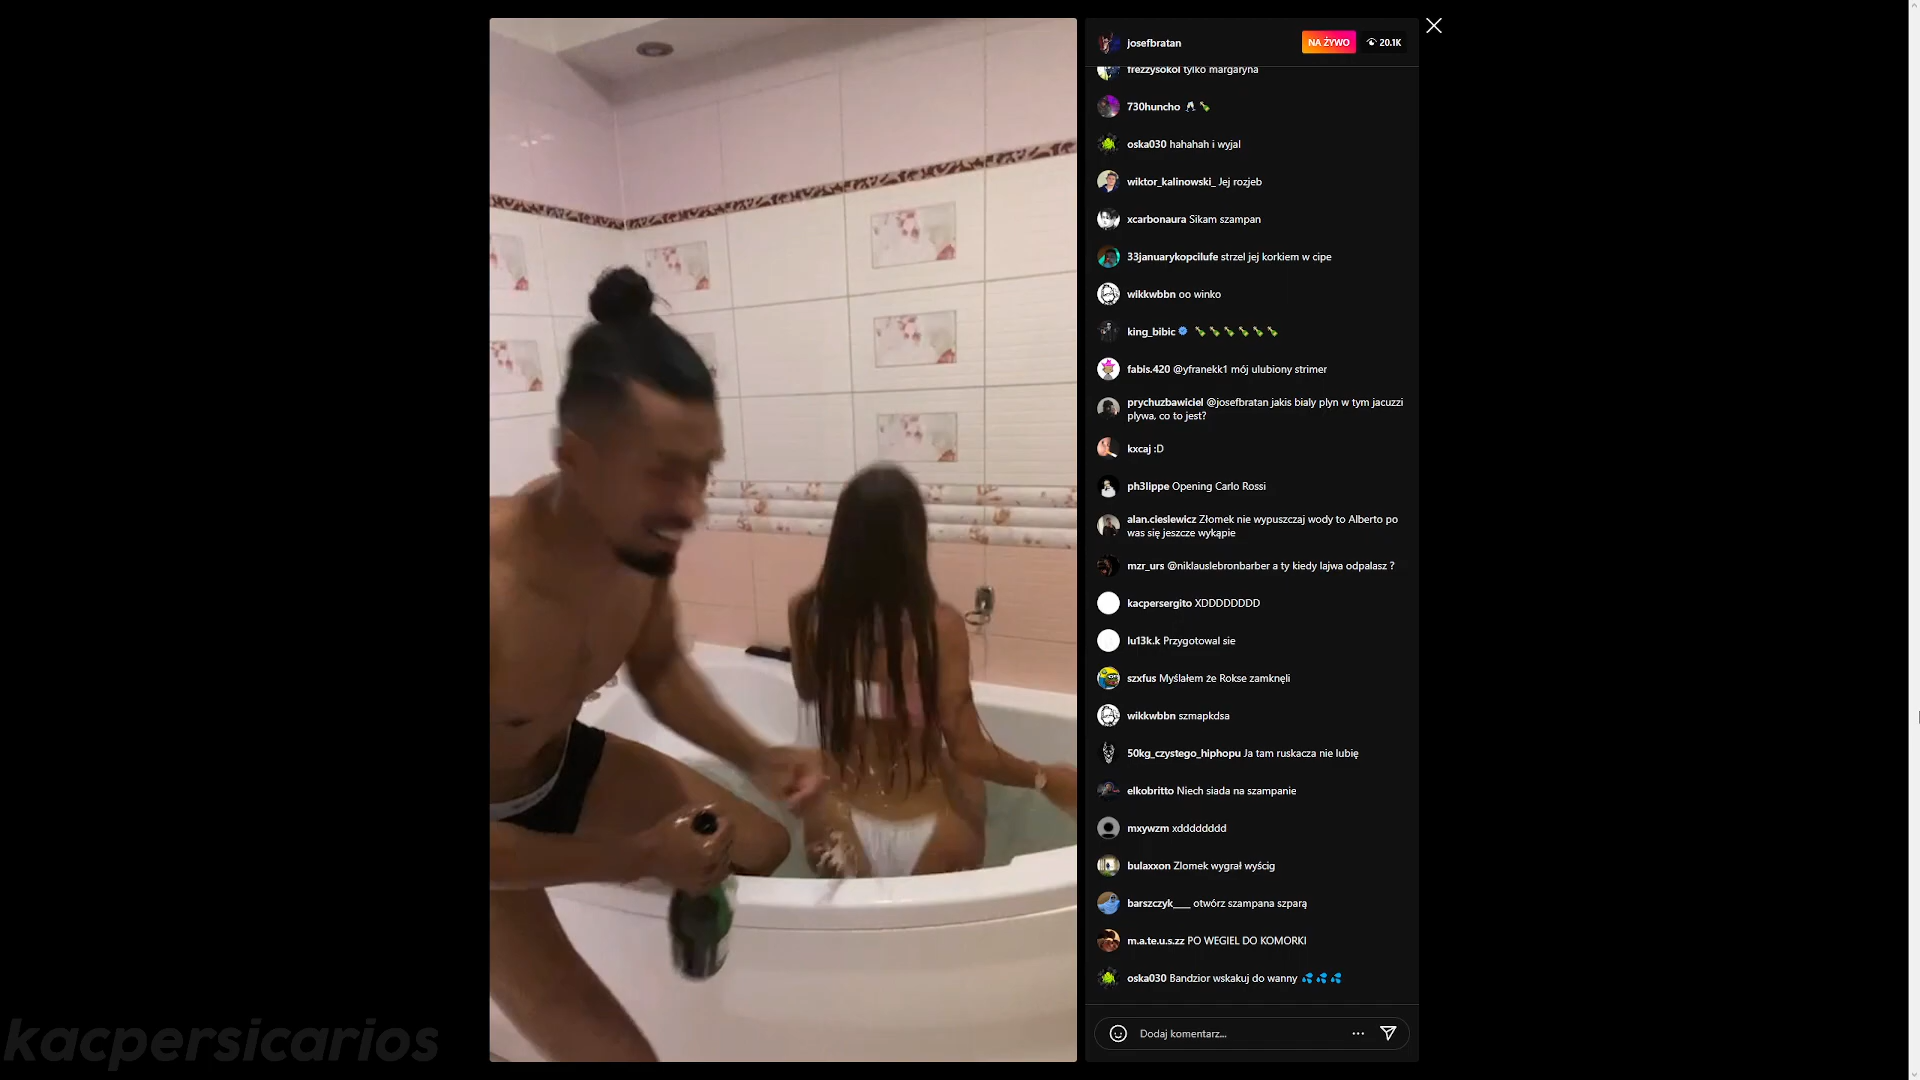 josefbratan
NA ŻYWO
20.1K
frezzysokol tylko margaryna
730huncho
oska030 hahahah i wyjal
wiktor_kalinowski_ Jej rozjeb
xcarbonaura Sikam szampan
33januarykopcilufe strzel jej korkiem w cipe
wikkwbbn oo winko
king_bibic
fabis.420 @yfranekk1 mój ulubiony strimer
prychuzbawiciel @josefbratan jakis bialy plyn w tym jacuzzi
plywa, co to jest?
kxcaj :D
ph3lippe Opening Carlo Rossi
alan.cieslewicz Złomek nie wypuszczaj wody to Alberto po
was się jeszcze wykąpie
mzr_urs @niklauslebronbarber a ty kiedy lajwa odpalasz ?
kacpersergito XDDDDDDDD
lu13k.k Przygotowal sie
szxfus Myślałem że Rokse zamknęli
wikkwbbn szmapkdsa
50kg_czystego_hiphopu Ja tam ruskacza nie lubię
elkobritto Niech siada na szampanie
mxywzm xdddddddd
bulaxxon Zlomek wygrał wyścig
barszczyk____ otwórz szampana szparą
m.a.te.u.s.zz PO WEGIEL DO KOMORKI
oska030 Bandzior wskakuj do wanny
Dodaj komentarz...
kacpersicarios